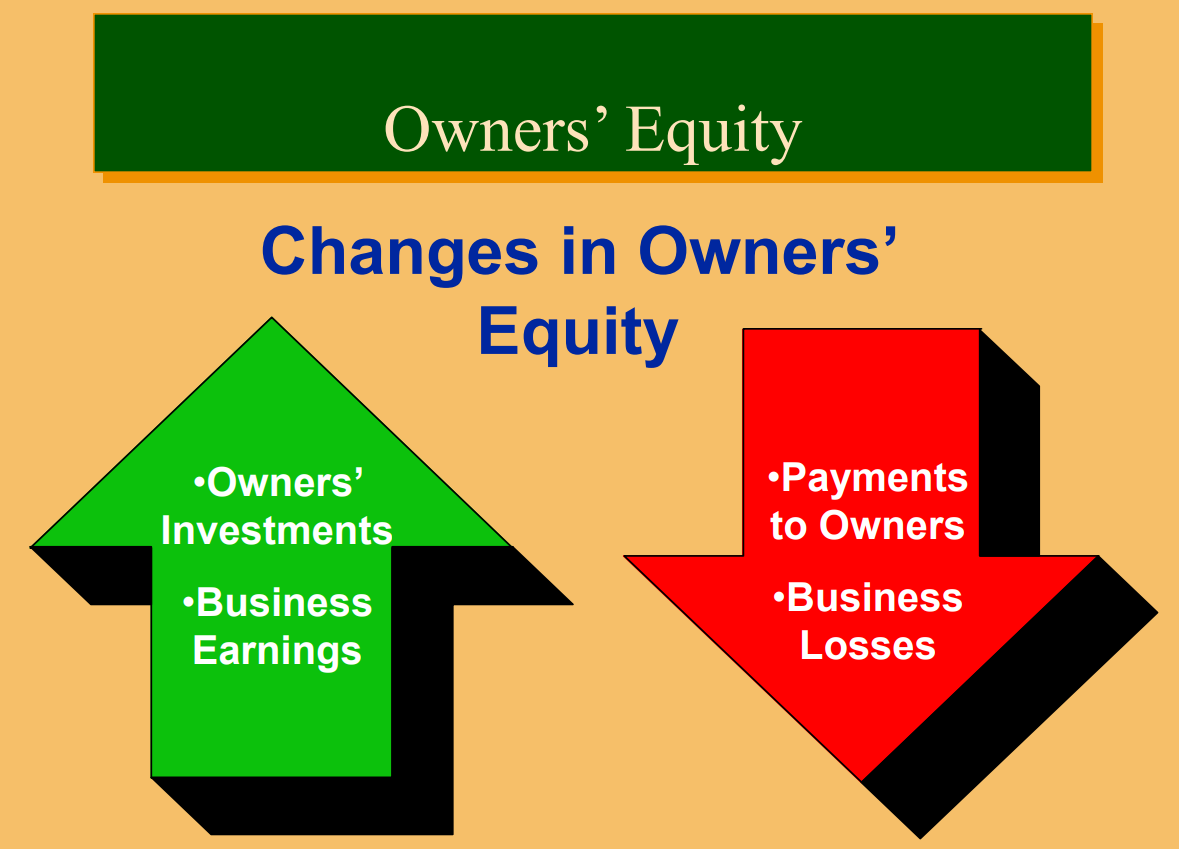 Owners’ Equity
Changes in Owners’
Equity
•Owners’
Investments
•Business
Earnings
•Payments
to Owners
•Business
Losses